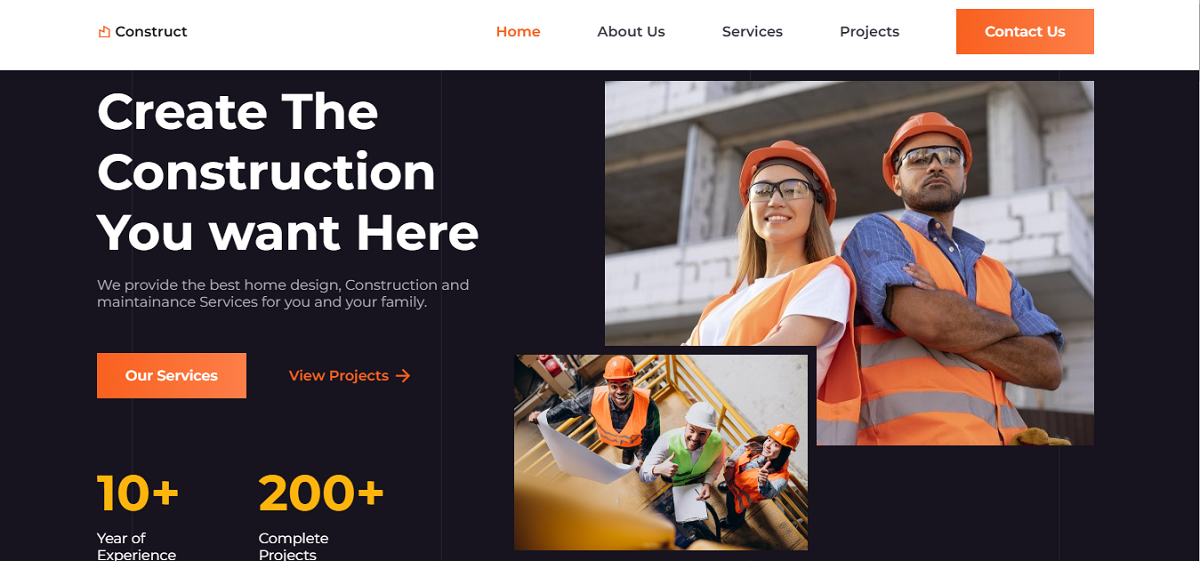 Construct
Home
About Us
Services
Projects
Contact Us
Create The
Construction
You want Here
We provide the best home design, Construction and
maintainance Services for you and your family.
Our Services
View Projects
10+
200+
Year of
Experience
Complete
Projects